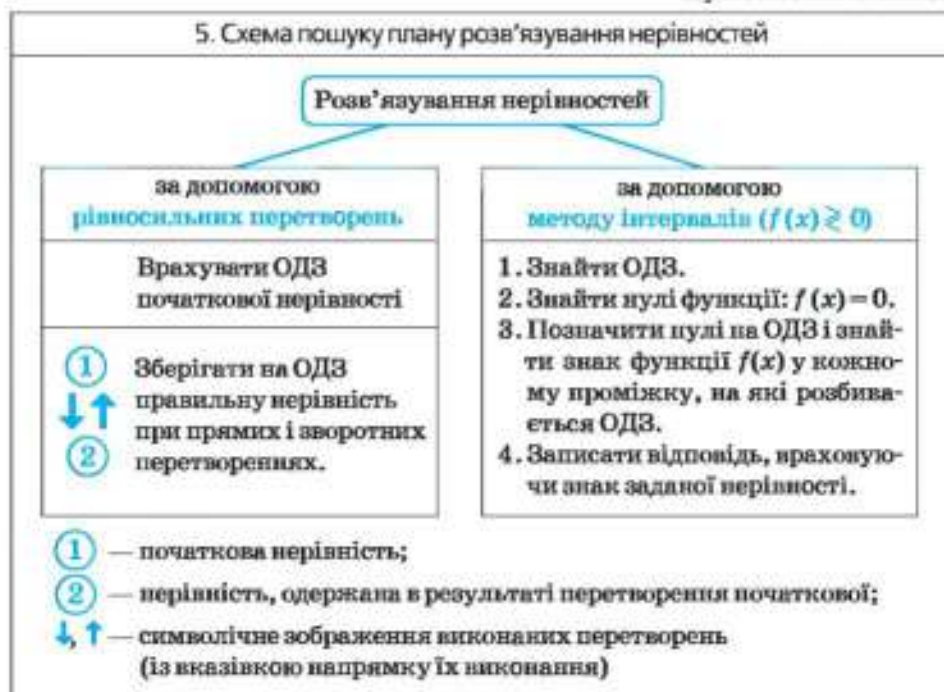 5. Схема пошуку плану розв'язування нерівностей
Розв'язування нерівностей
за допомогою
рівносильних перетворень
Врахувати ОДЗ
початкової нерівності
1
2
Зберігати на ОДЗ
правильну нерівність
при прямих і зворотних
перетвореннях.
за допомогою
методу інтервалів (f(x) ≷ 0)
1. Знайти ОДЗ.
2. Знайти нулі функції: f(x) = 0.
3. Позначити нулі на ОДЗ і знай-
ти знак функції f(x) у кожно-
му проміжку, на які розбива-
ється ОДЗ.
4. Записати відповідь, враховую-
чи знак заданої нерівності.
1 — початкова нерівність;
2 — нерівність, одержана в результаті перетворення початкової;
↓, ↑ — символічне зображення виконаних перетворень
(із вказівкою напрямку їх виконання)